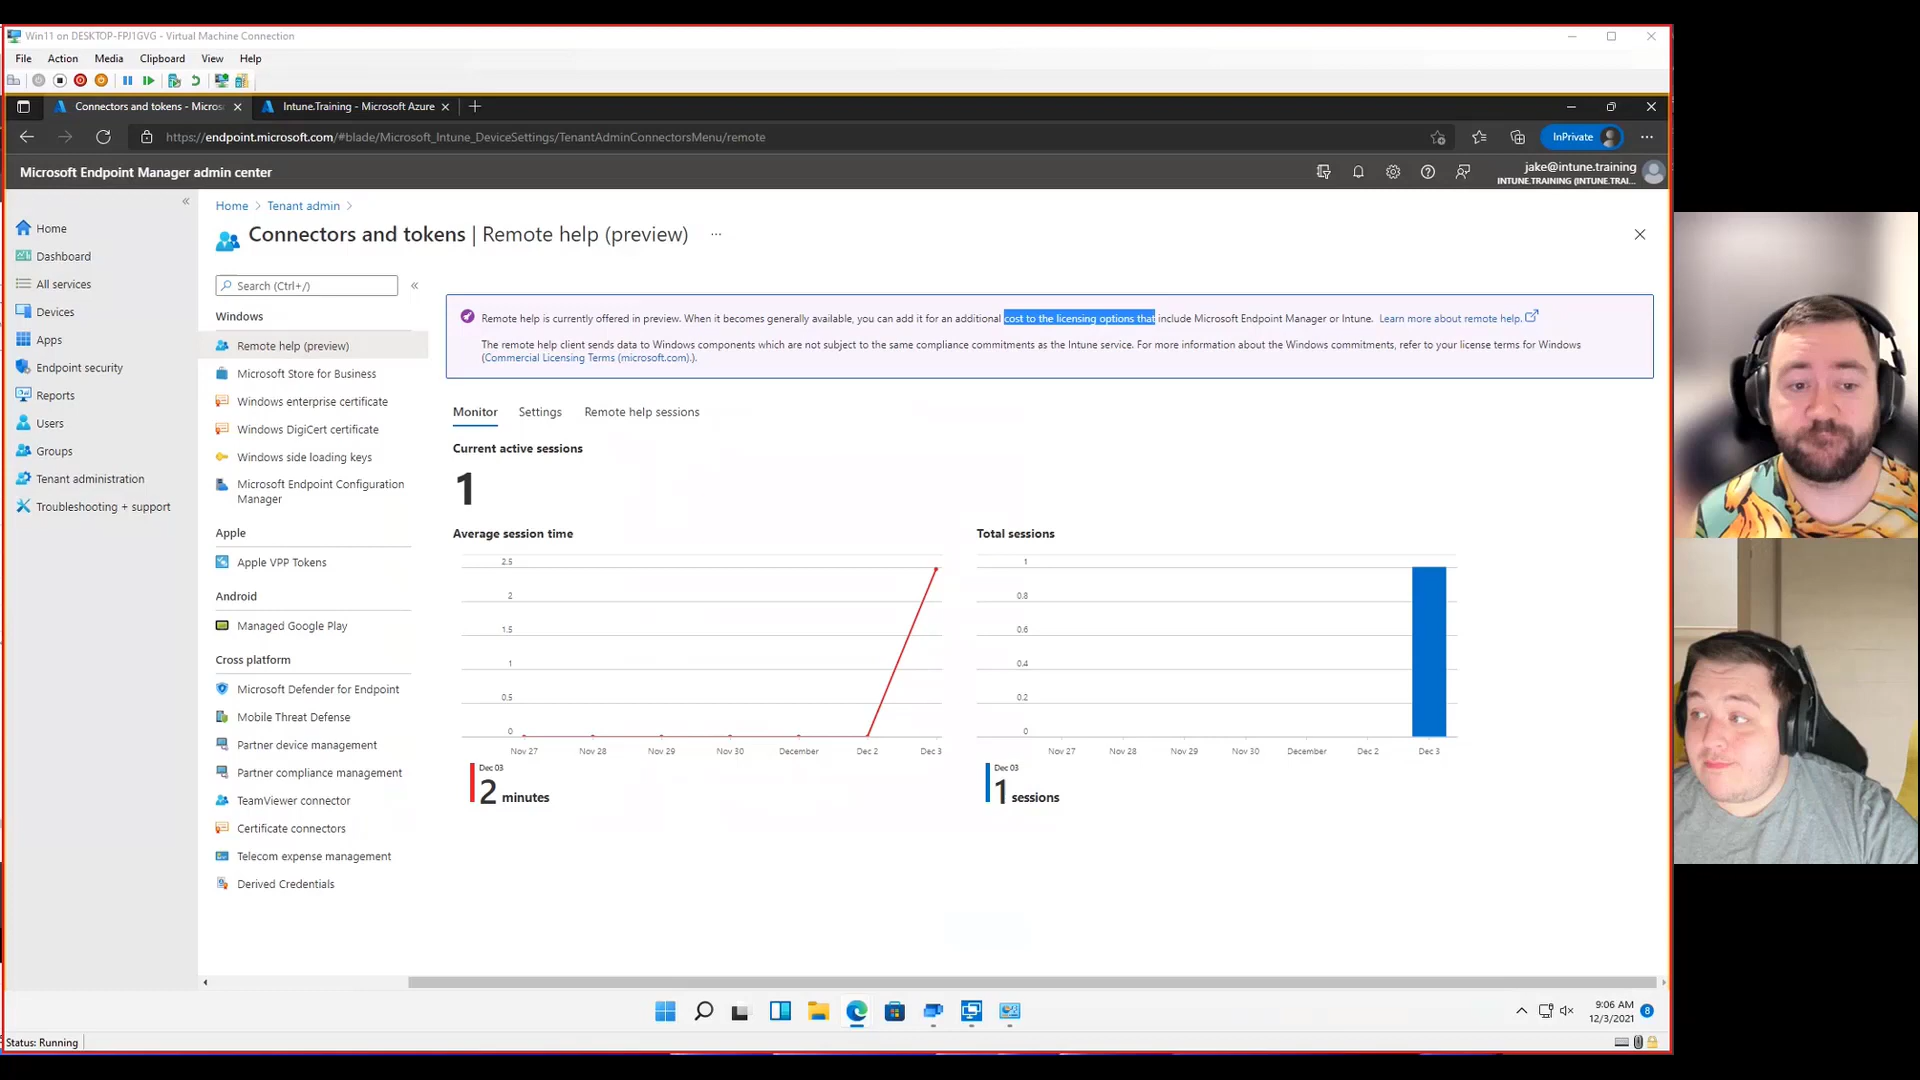 Win11 on DESKTOP-FPJ1GVG - Virtual Machine Connection
File Action Media Clipboard View Help
Connectors and tokens - Micros
Intune.Training - Microsoft Azure
https://endpoint.microsoft.com/#blade/Microsoft_Intune_DeviceSettings/TenantAdminConnectorsMenu/remote
InPrivate
Microsoft Endpoint Manager admin center
jake@intune.training
INTUNE.TRAINING (INTUNE.TRAI...
Home
Dashboard
All services
Devices
Apps
Endpoint security
Reports
Users
Groups
Tenant administration
Troubleshooting + support
Home > Tenant admin >
Connectors and tokens | Remote help (preview) ...
Search (Ctrl+/)
Windows
Remote help (preview)
Microsoft Store for Business
Windows enterprise certificate
Windows DigiCert certificate
Windows side loading keys
Microsoft Endpoint Configuration
Manager
Apple
Apple VPP Tokens
Android
Managed Google Play
Cross platform
Microsoft Defender for Endpoint
Mobile Threat Defense
Partner device management
Partner compliance management
TeamViewer connector
Certificate connectors
Telecom expense management
Derived Credentials
Remote help is currently offered in preview. When it becomes generally available, you can add it for an additional cost to the licensing options that include Microsoft Endpoint Manager or Intune. Learn more about remote help.
The remote help client sends data to Windows components which are not subject to the same compliance commitments as the Intune service. For more information about the Windows commitments, refer to your license terms for Windows
(Commercial Licensing Terms (microsoft.com).).
Monitor Settings Remote help sessions
Current active sessions
1
Average session time
2.5
2
1.5
1
0.5
0
Nov 27 Nov 28 Nov 29 Nov 30 December Dec 2 Dec 3
Dec 03
2 minutes
Total sessions
1
0.8
0.6
0.4
0.2
0
Nov 27 Nov 28 Nov 29 Nov 30 December Dec 2 Dec 3
Dec 03
1 sessions
9:06 AM
12/3/2021
8
Status: Running